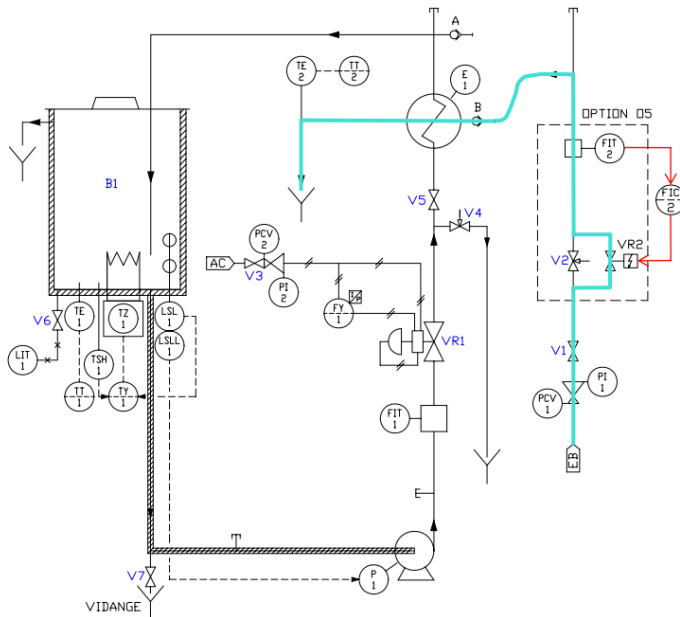 A
TE
2
TT
2
E
1
B
OPTION 05
FIT
2
FIC
2
B1
V5
V4
PCV
2
AC
V3
PI
2
V2
VR2
V6
TE
1
TZ
1
LSL
1
FY
1
I/P
LIT
1
TSH
1
LSLL
1
VR1
V1
TT
1
TY
1
FIT
1
PI
1
PCV
1
EB
E
V7
P
1
VIDANGE